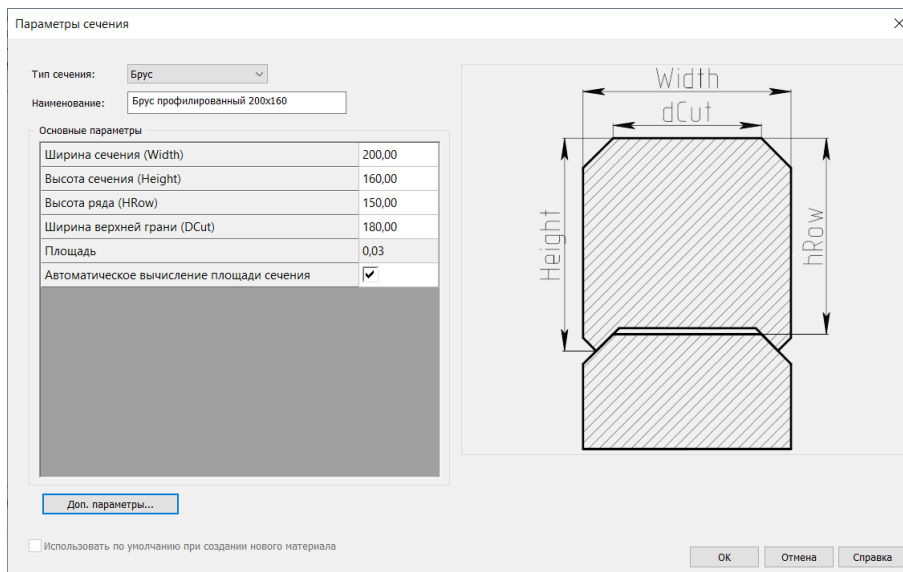 Параметры сечения
Тип сечения: Брус
Наименование: Брус профилированный 200x160
Основные параметры
Ширина сечения (Width) 200,00
Высота сечения (Height) 160,00
Высота ряда (HRow) 150,00
Ширина верхней грани (DCut) 180,00
Площадь 0,03
Автоматическое вычисление площади сечения
Width
dCut
Height
hRow
Доп. параметры...
Использовать по умолчанию при создании нового материала
ОК Отмена Справка